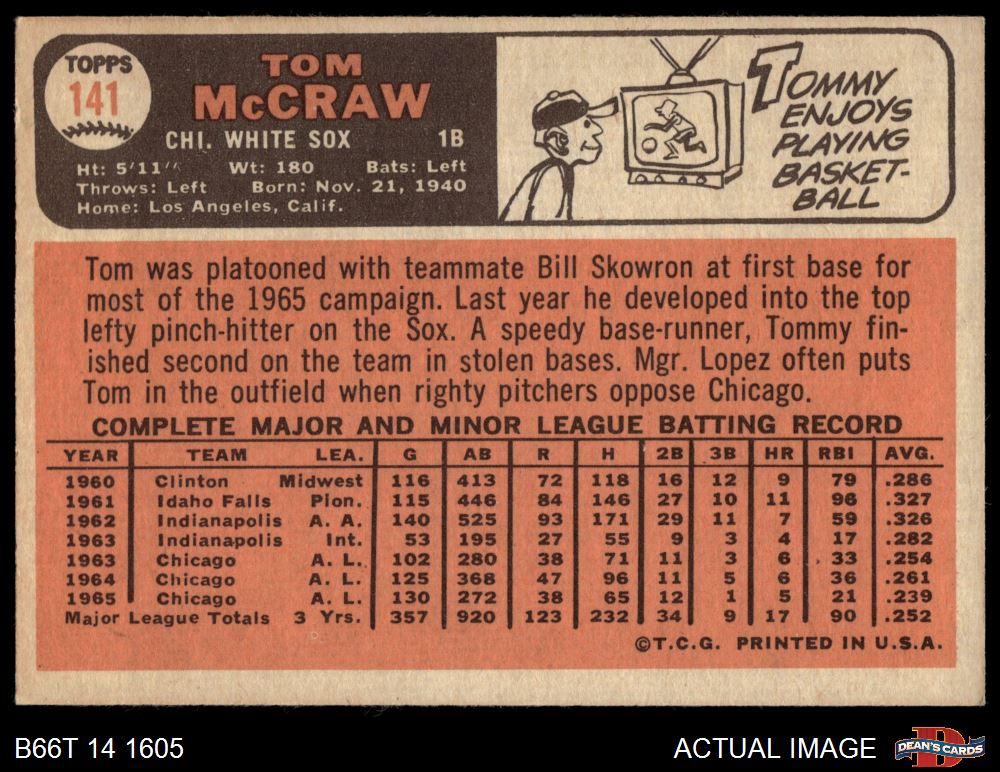 TOPPS
141
TOM
McCRAW
CHI. WHITE SOX 1B
Ht: 5'11" Wt: 180 Bats: Left
Throws: Left Born: Nov. 21, 1940
Home: Los Angeles, Calif.
TOMMY
ENJOYS
PLAYING
BASKET-
BALL
Tom was platooned with teammate Bill Skowron at first base for
most of the 1965 campaign. Last year he developed into the top
lefty pinch-hitter on the Sox. A speedy base-runner, Tommy fin-
ished second on the team in stolen bases. Mgr. Lopez often puts
Tom in the outfield when righty pitchers oppose Chicago.
COMPLETE MAJOR AND MINOR LEAGUE BATTING RECORD
YEAR TEAM LEA. G AB R H 2B 3B HR RBI AVG.
1960 Clinton Midwest 116 413 72 118 16 12 9 79 .286
1961 Idaho Falls Pion. 115 446 84 146 27 10 11 96 .327
1962 Indianapolis A. A. 140 525 93 171 29 11 7 59 .326
1963 Indianapolis Int. 53 195 27 55 9 3 4 17 .282
1963 Chicago A. L. 102 280 38 71 11 3 6 33 .254
1964 Chicago A. L. 125 368 47 96 11 5 6 36 .261
1965 Chicago A. L. 130 272 38 65 12 1 5 21 .239
Major League Totals 3 Yrs. 357 920 123 232 34 9 17 90 .252
©T.C.G. PRINTED IN U.S.A.
B66T 14 1605
ACTUAL IMAGE
D
DEAN'S CARDS